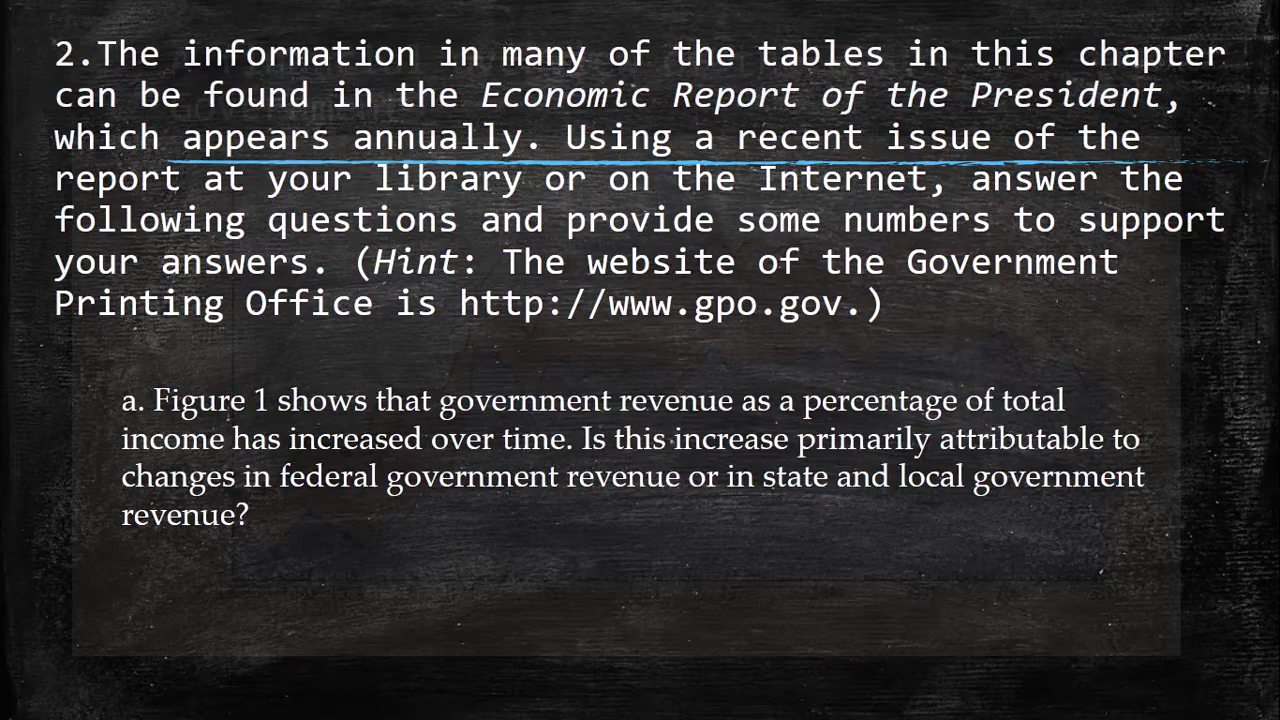 2.The information in many of the tables in this chapter
can be found in the Economic Report of the President,
which appears annually. Using a recent issue of the
report at your library or on the Internet, answer the
following questions and provide some numbers to support
your answers. (Hint: The website of the Government
Printing Office is http://www.gpo.gov.)
a. Figure 1 shows that government revenue as a percentage of total
income has increased over time. Is this increase primarily attributable to
changes in federal government revenue or in state and local government
revenue?